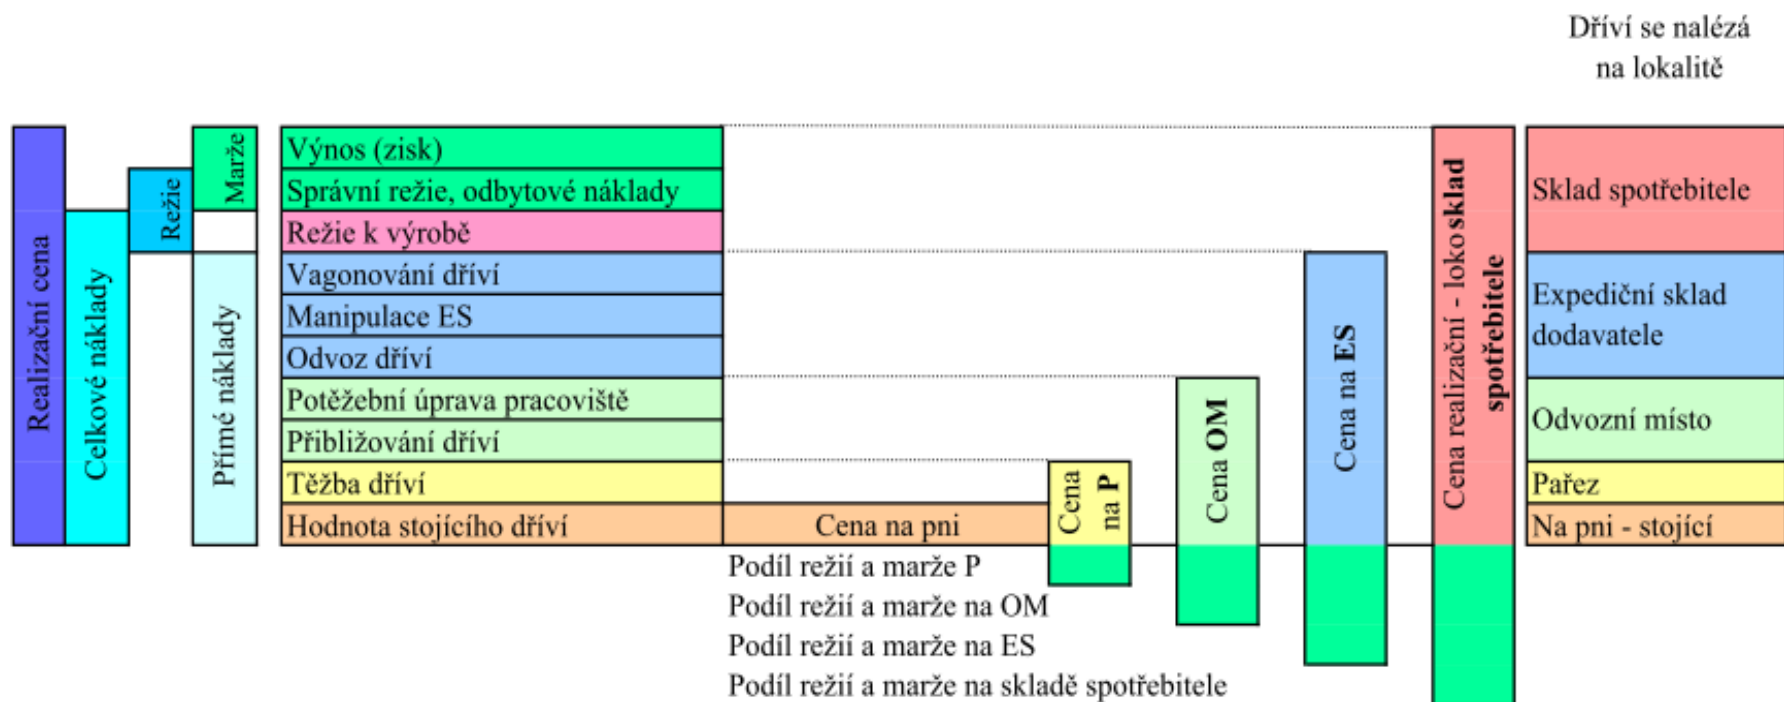 Dříví se nalézá
na lokalitě
Realizační cena
Celkové náklady
Režie
Marže
Přímé náklady
Výnos (zisk)
Správní režie, odbytové náklady
Režie k výrobě
Vagonování dříví
Manipulace ES
Odvoz dříví
Potěžební úprava pracoviště
Přibližování dříví
Těžba dříví
Hodnota stojícího dříví
Cena na pni
Cena
na P
Cena OM
Cena na ES
Cena realizační - loko sklad
spotřebitele
Sklad spotřebitele
Expediční sklad
dodavatele
Odvozní místo
Pařez
Na pni - stojící
Podíl režií a marže P
Podíl režií a marže na OM
Podíl režií a marže na ES
Podíl režií a marže na skladě spotřebitele